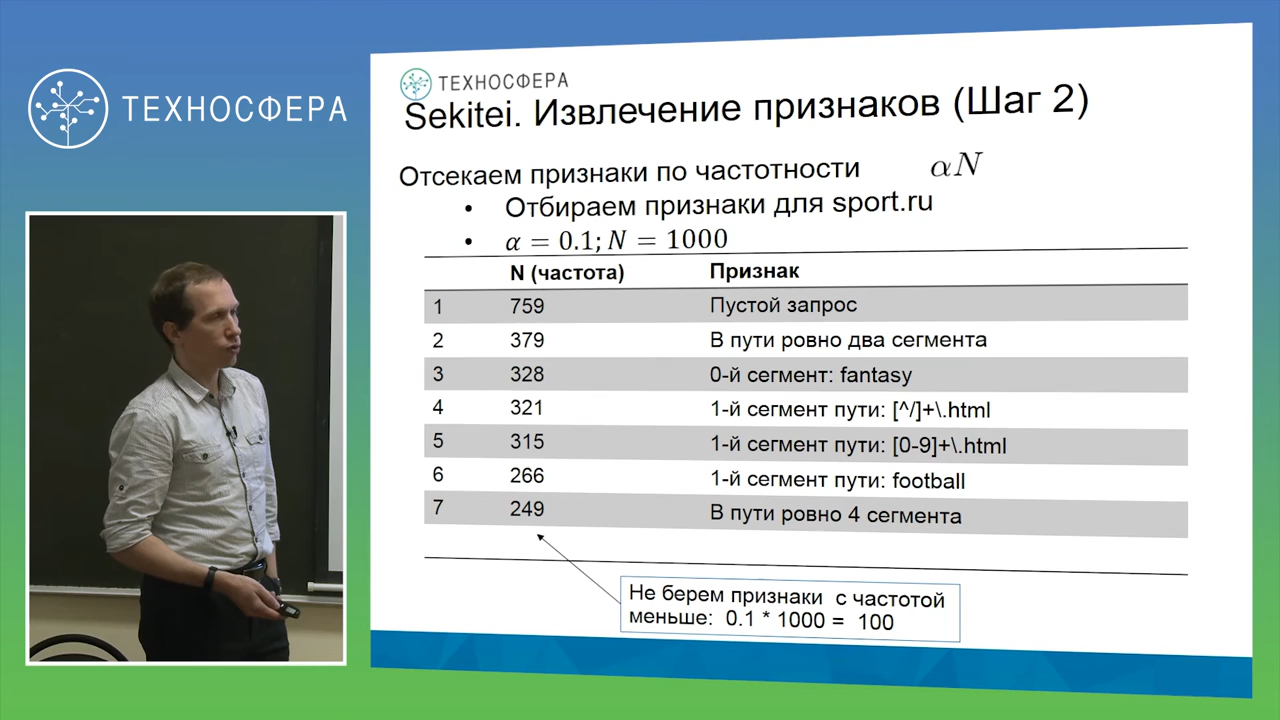 ТЕХНОСФЕРА
ТЕХНОСФЕРА
Sekitei. Извлечение признаков (Шаг 2)
Отсекаем признаки по частотности αN
• Отбираем признаки для sport.ru
• α = 0.1; N = 1000
N (частота) Признак
1 759 Пустой запрос
2 379 В пути ровно два сегмента
3 328 0-й сегмент: fantasy
4 321 1-й сегмент пути: [^/]+\.html
5 315 1-й сегмент пути: [0-9]+\.html
6 266 1-й сегмент пути: football
7 249 В пути ровно 4 сегмента
Не берем признаки с частотой
меньше: 0.1 * 1000 = 100